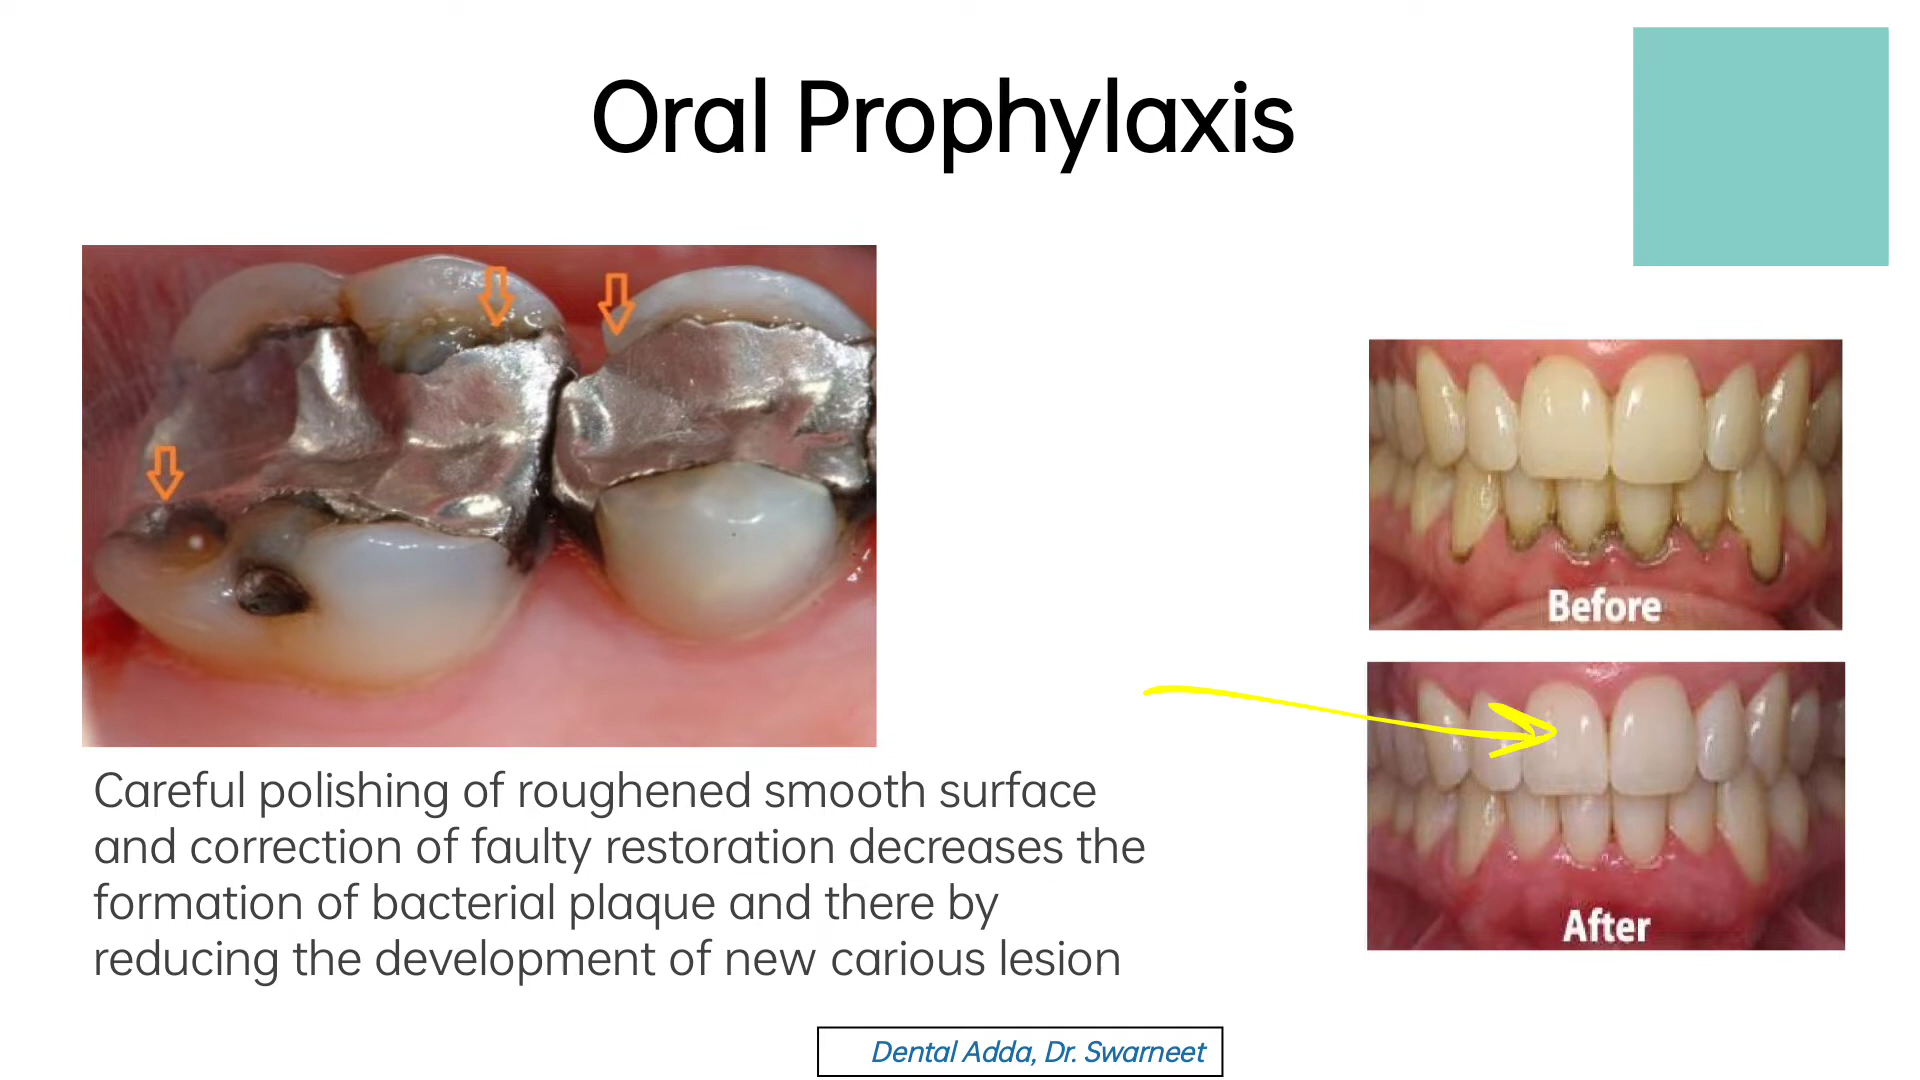 Oral Prophylaxis
Careful polishing of roughened smooth surface
and correction of faulty restoration decreases the
formation of bacterial plaque and there by
reducing the development of new carious lesion
Before
After
Dental Adda, Dr. Swarneet